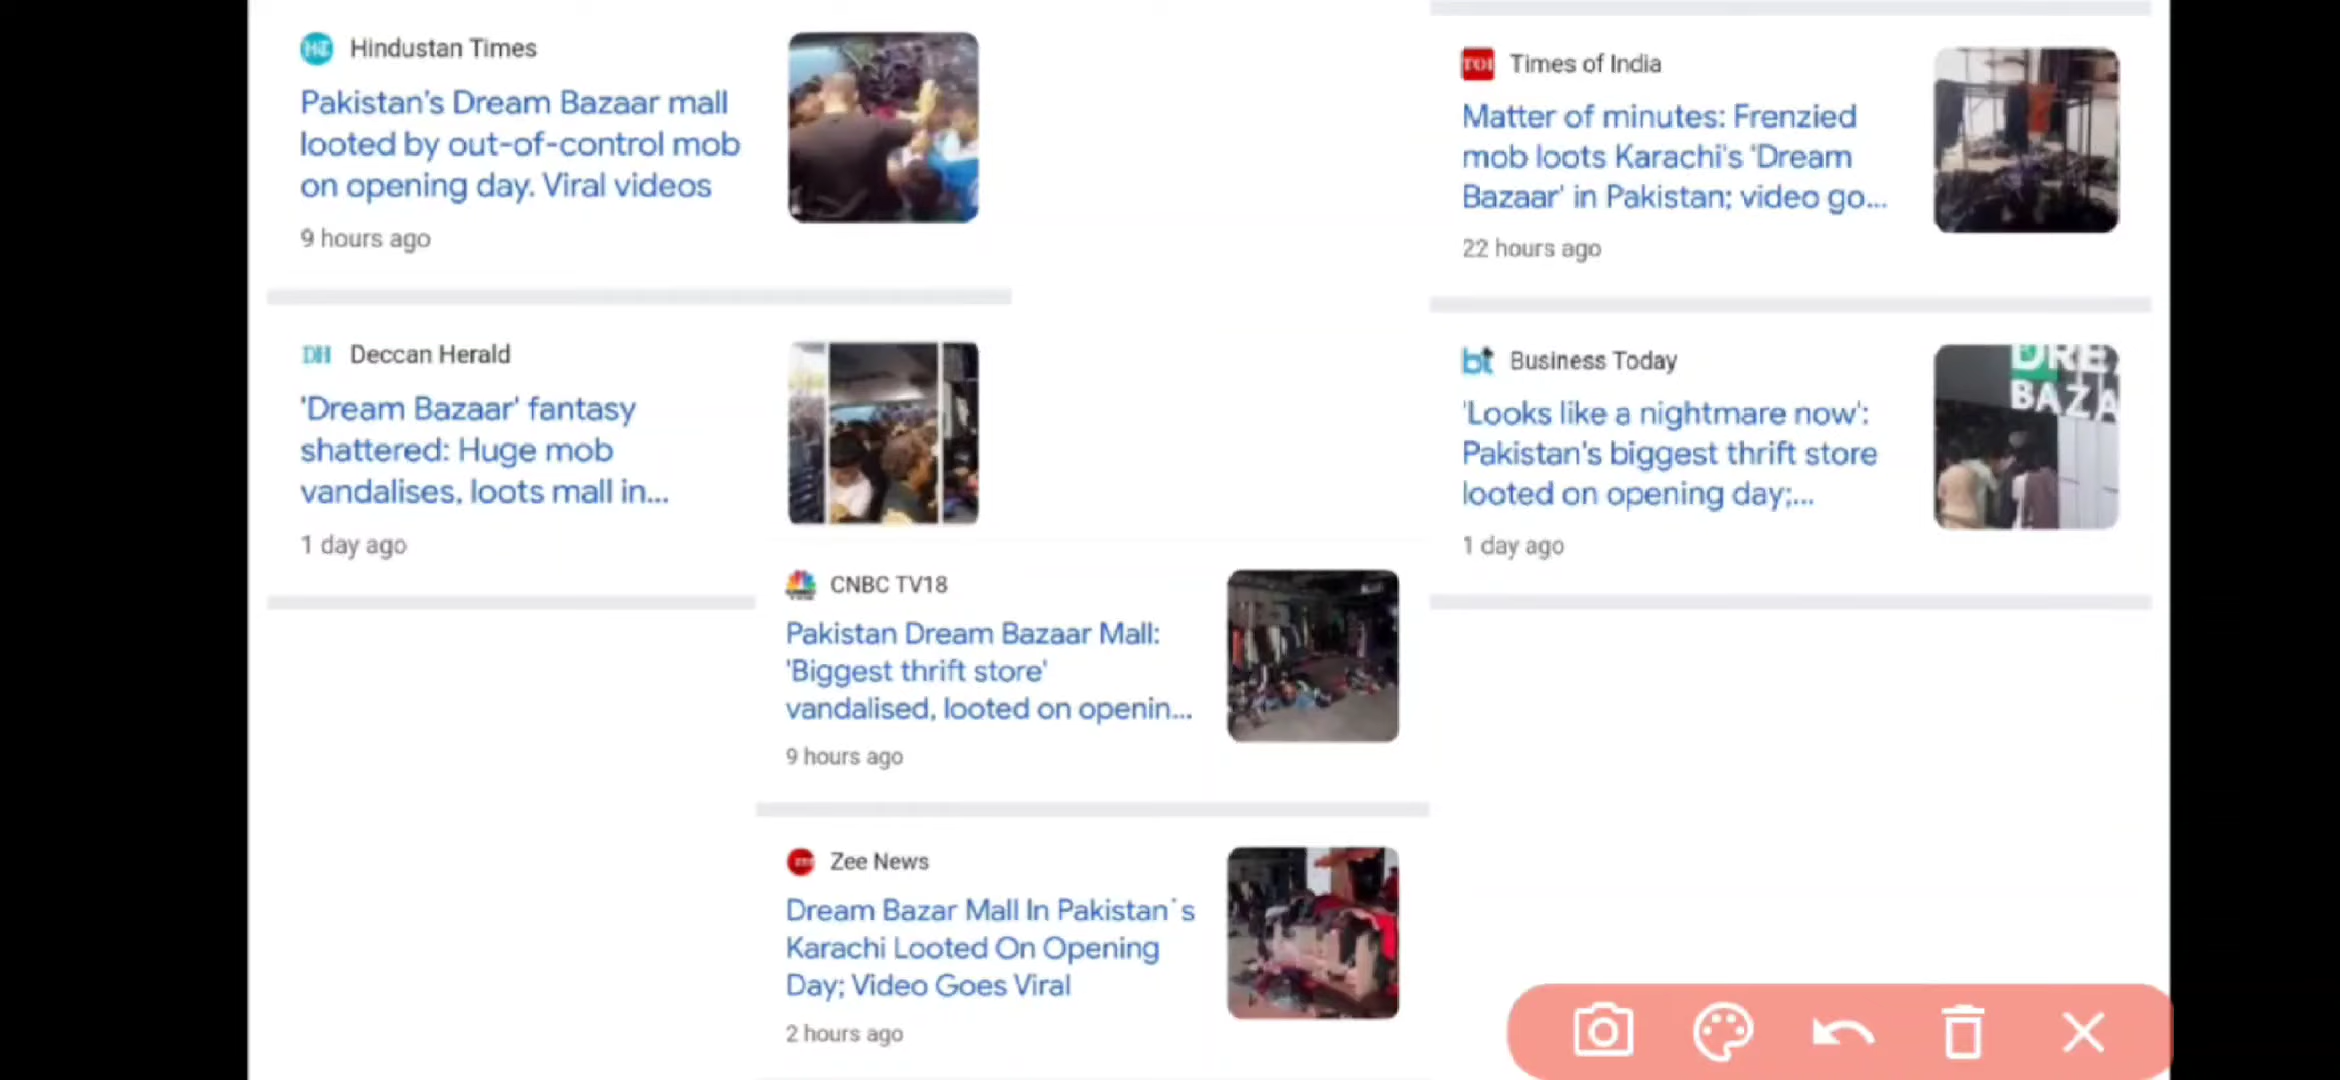 Hindustan Times
Pakistan's Dream Bazaar mall
looted by out-of-control mob
on opening day. Viral videos
9 hours ago
DH Deccan Herald
'Dream Bazaar' fantasy
shattered: Huge mob
vandalises, loots mall in...
1 day ago
CNBC TV18
Pakistan Dream Bazaar Mall:
'Biggest thrift store'
vandalised, looted on openin...
9 hours ago
Zee News
Dream Bazar Mall In Pakistan`s
Karachi Looted On Opening
Day; Video Goes Viral
2 hours ago
TOI Times of India
Matter of minutes: Frenzied
mob loots Karachi's 'Dream
Bazaar' in Pakistan; video go...
22 hours ago
bt Business Today
'Looks like a nightmare now':
Pakistan's biggest thrift store
looted on opening day;...
1 day ago
DREA
BAZA